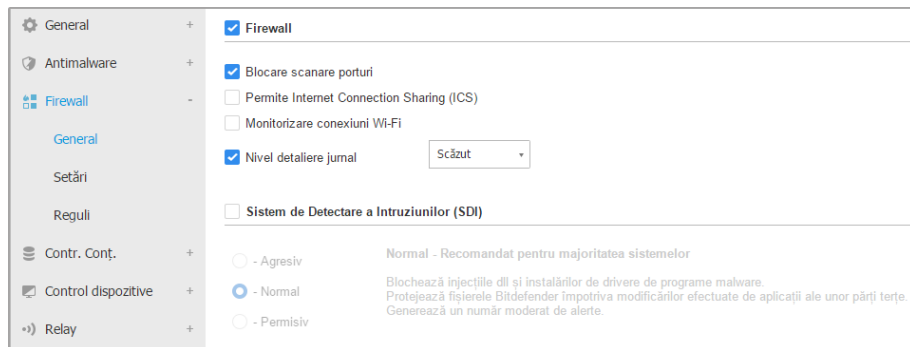 General +
Antimalware +
Firewall -
General
Setări
Reguli
Contr. Conț. +
Control dispozitive +
Relay +
Firewall
Blocare scanare porturi
Permite Internet Connection Sharing (ICS)
Monitorizare conexiuni Wi-Fi
Nivel detaliere jurnal Scăzut
Sistem de Detectare a Intruziunilor (SDI)
- Agresiv
- Normal
- Permisiv
Normal - Recomandat pentru majoritatea sistemelor
Blochează injecțiile dll și instalărilor de drivere de programe malware.
Protejează fișierele Bitdefender împotriva modificărilor efectuate de aplicații ale unor părți terțe.
Generează un număr moderat de alerte.